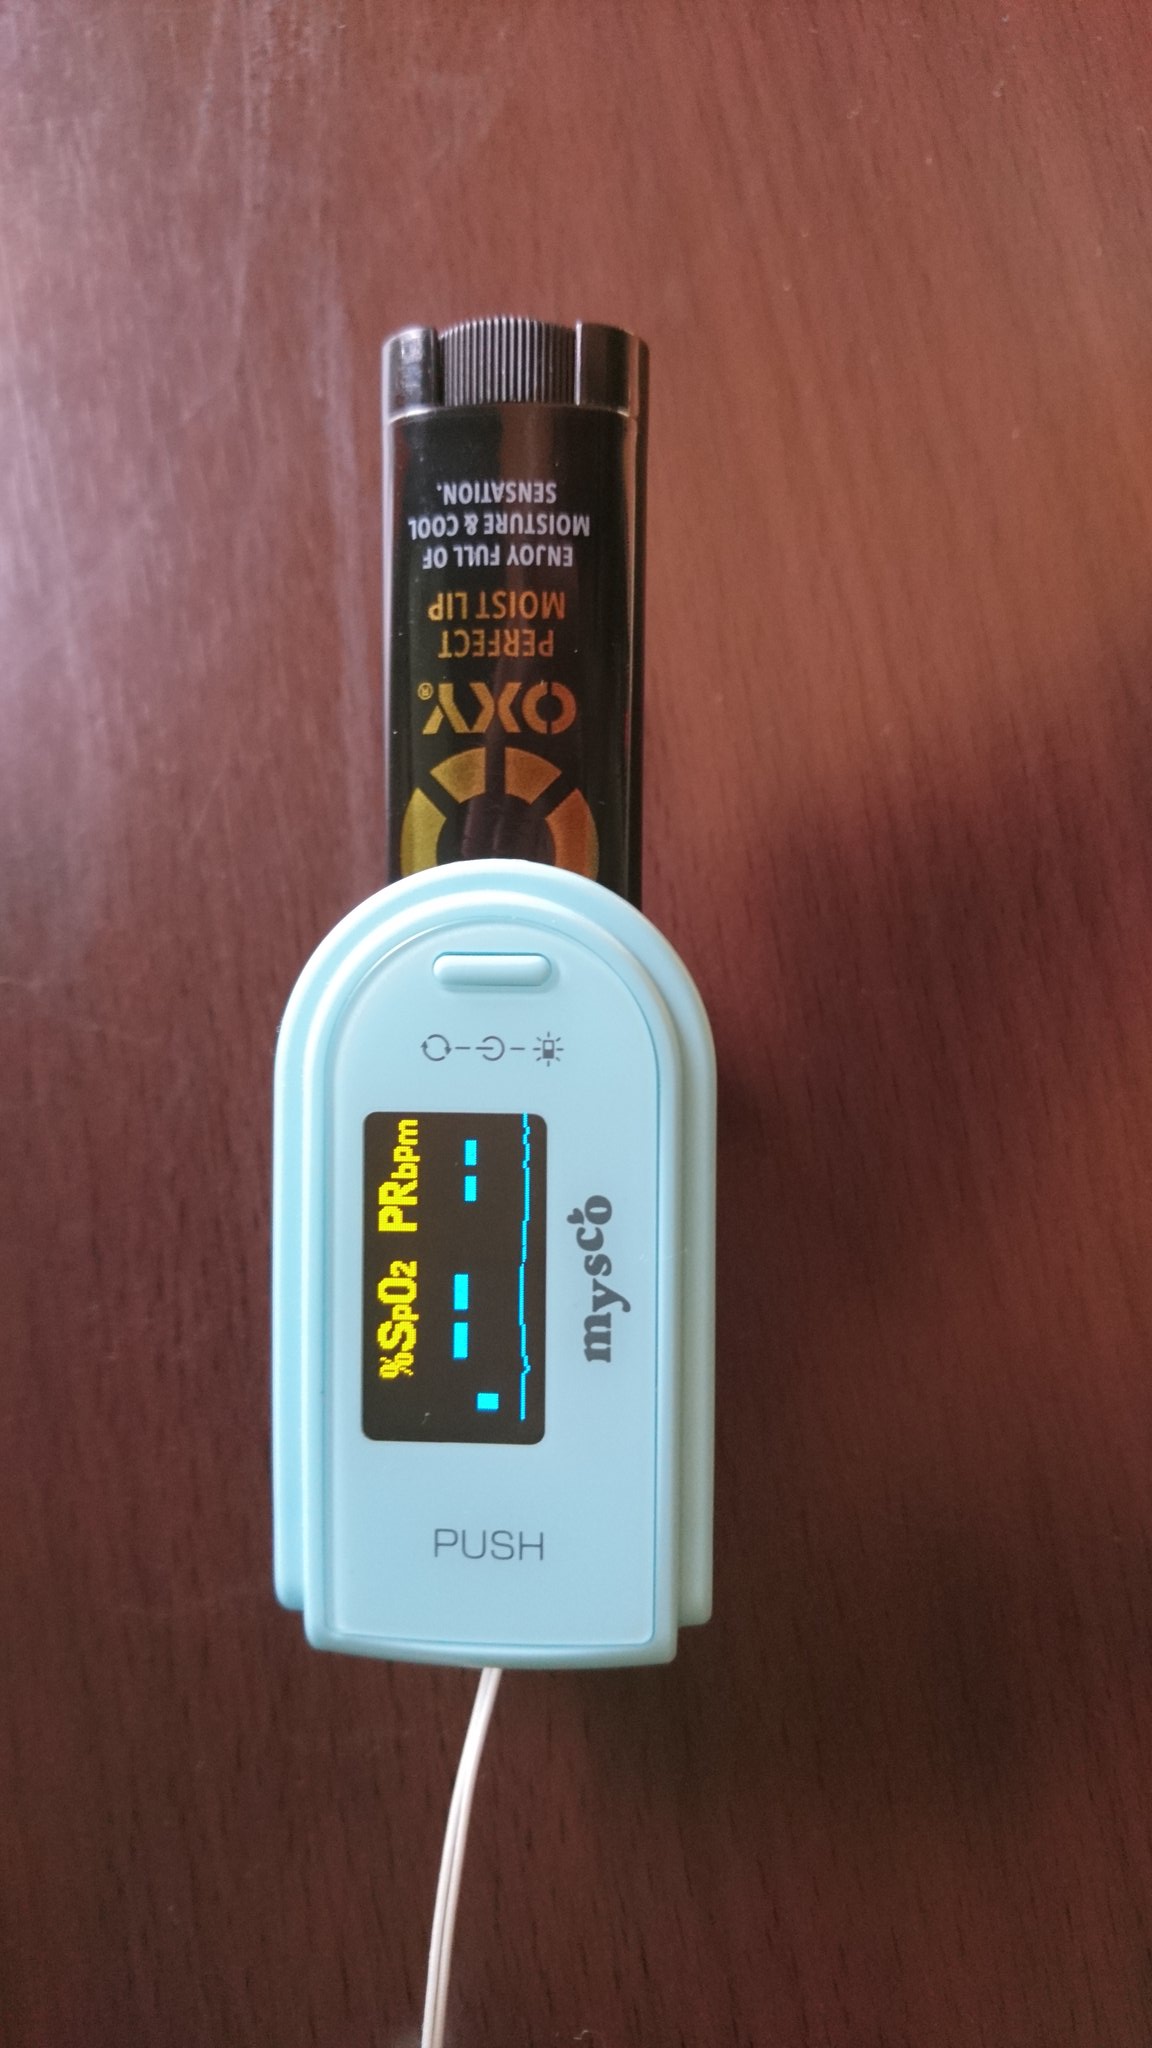 OXY®
PERFECT
MOIST LIP
ENJOY FULL OF
MOISTURE & COOL
SENSATION.
%SpO2 PRbpm
-- --
mysco
PUSH